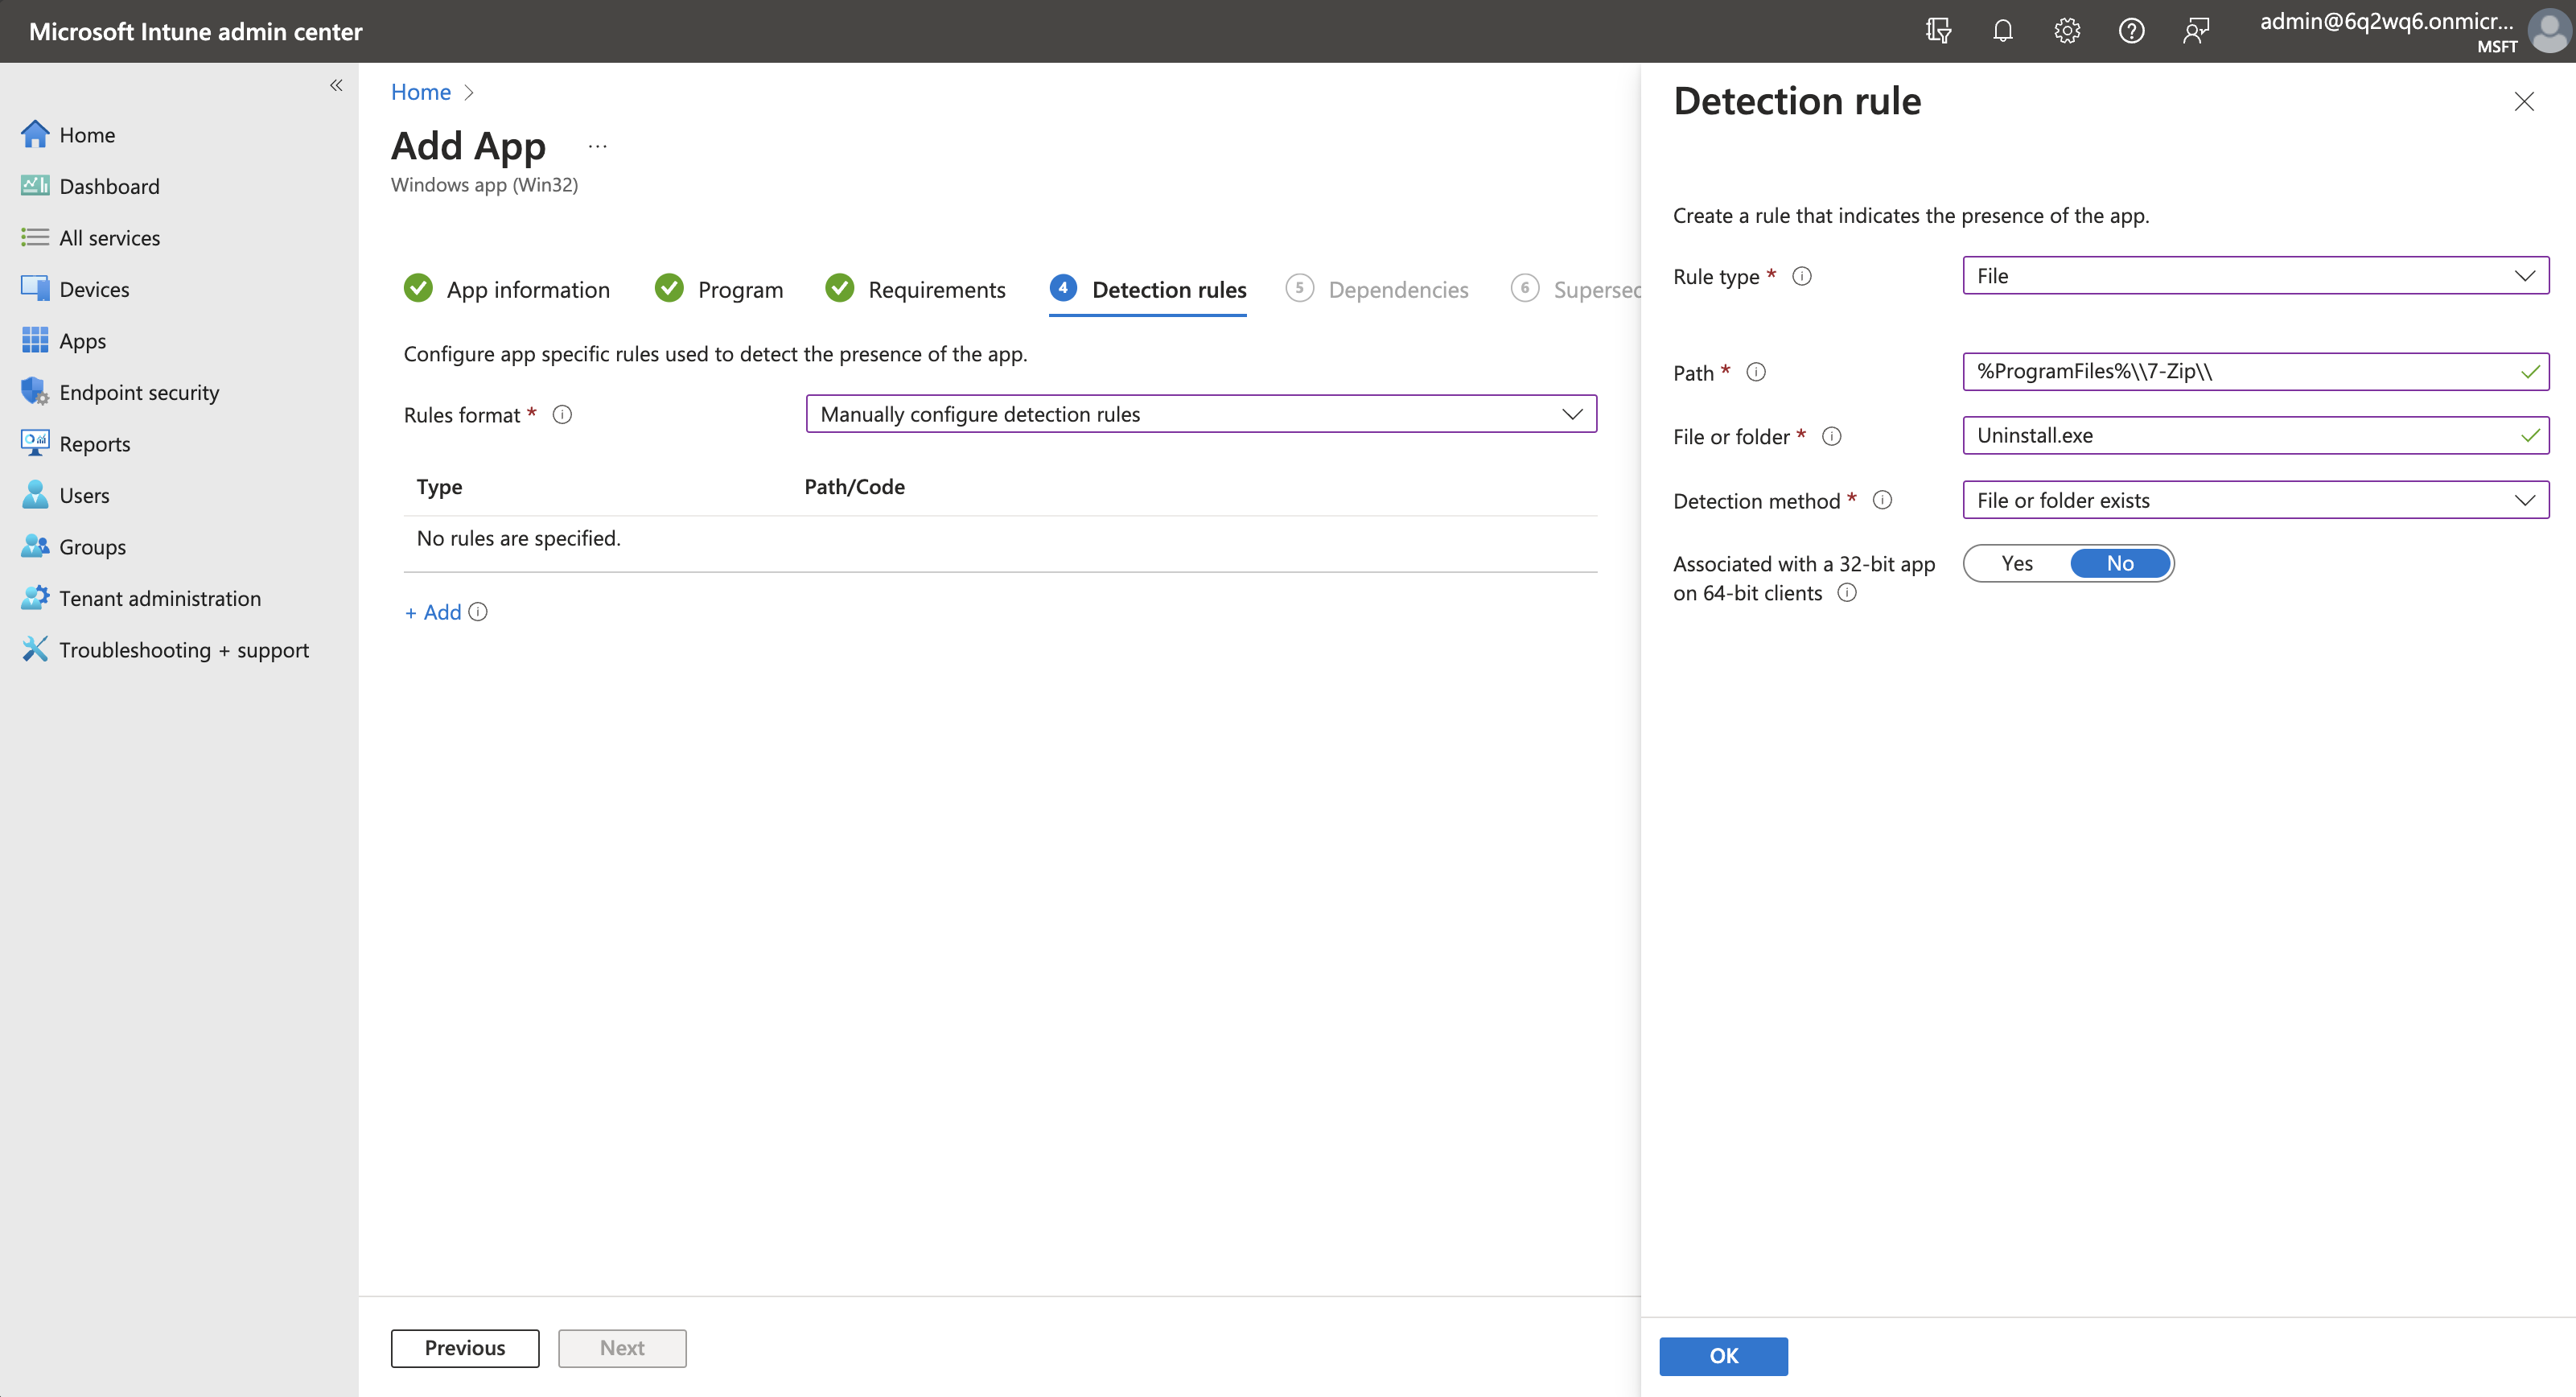 Microsoft Intune admin center
admin@6q2wq6.onmicr...
MSFT
Home
Dashboard
All services
Devices
Apps
Endpoint security
Reports
Users
Groups
Tenant administration
Troubleshooting + support
Home
Add App ...
Windows app (Win32)
App information
Program
Requirements
4 Detection rules
5 Dependencies
6 Supersec
Configure app specific rules used to detect the presence of the app.
Rules format * Manually configure detection rules
Type Path/Code
No rules are specified.
+ Add
Previous Next
Detection rule
Create a rule that indicates the presence of the app.
Rule type * File
Path * %ProgramFiles%\\7-Zip\\
File or folder * Uninstall.exe
Detection method * File or folder exists
Associated with a 32-bit app
on 64-bit clients
Yes No
OK